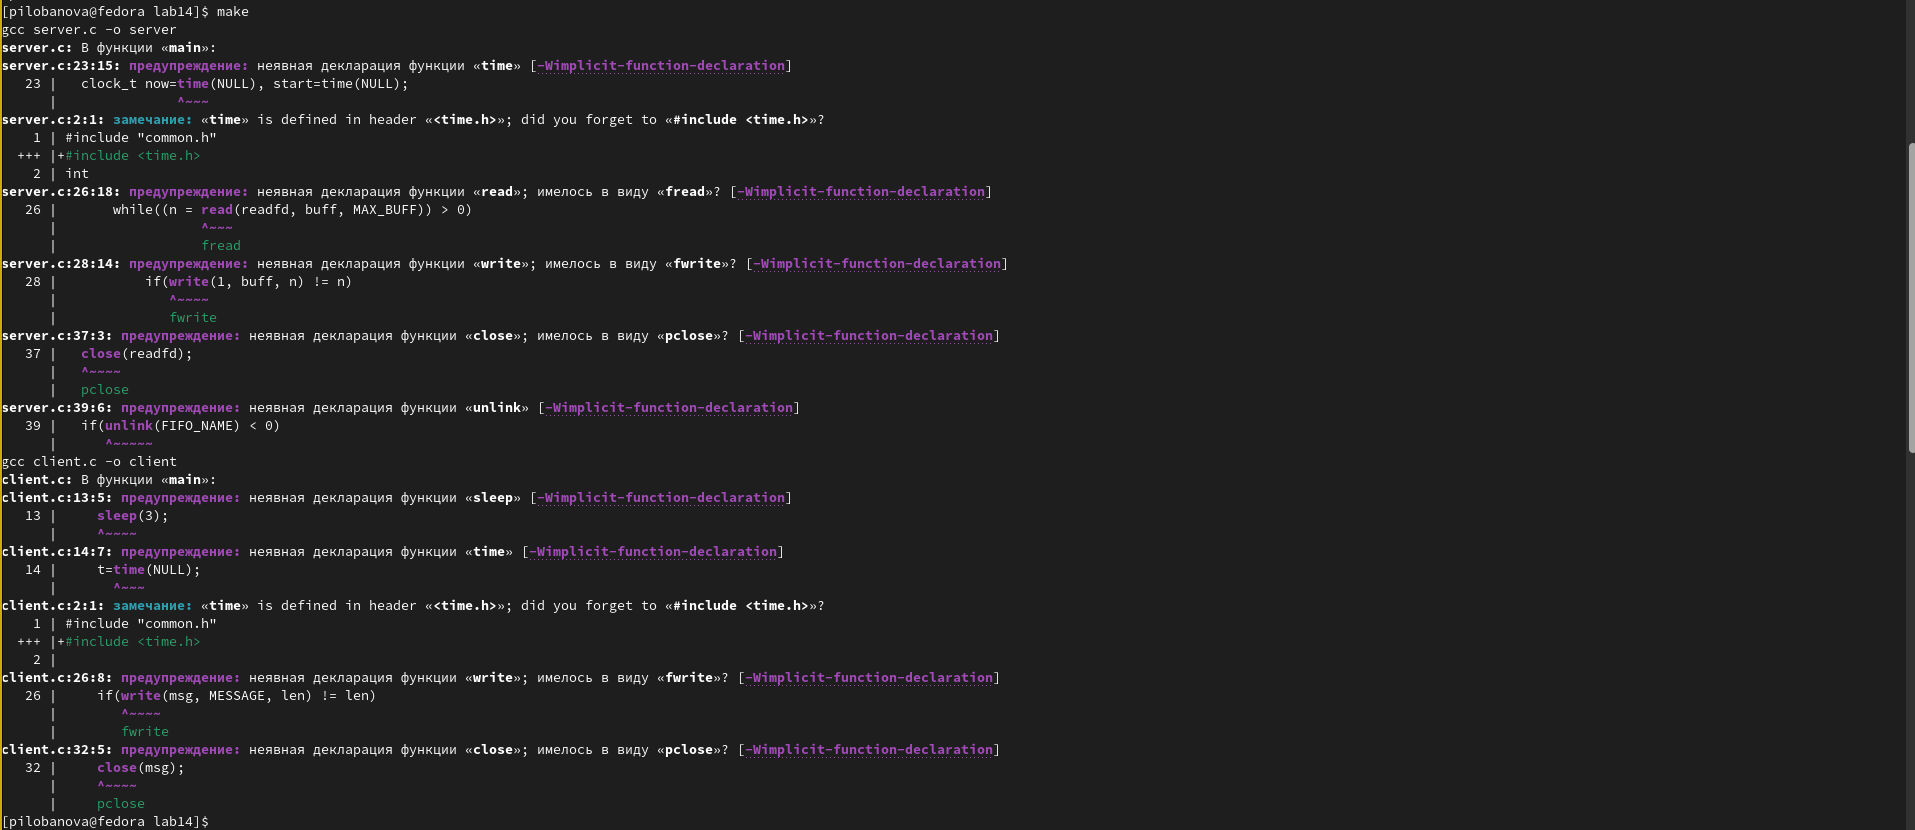 [pilobanova@fedora lab14]$ make
gcc server.c -o server
server.c: В функции «main»:
server.c:23:15: предупреждение: неявная декларация функции «time» [-Wimplicit-function-declaration]
   23 |   clock_t now=time(NULL), start=time(NULL);
      |               ^~~~
server.c:2:1: замечание: «time» is defined in header «<time.h>»; did you forget to «#include <time.h>»?
    1 | #include "common.h"
  +++ |+#include <time.h>
    2 | int
server.c:26:18: предупреждение: неявная декларация функции «read»; имелось в виду «fread»? [-Wimplicit-function-declaration]
   26 |       while((n = read(readfd, buff, MAX_BUFF)) > 0)
      |                  ^~~~
      |                  fread
server.c:28:14: предупреждение: неявная декларация функции «write»; имелось в виду «fwrite»? [-Wimplicit-function-declaration]
   28 |           if(write(1, buff, n) != n)
      |              ^~~~~
      |              fwrite
server.c:37:3: предупреждение: неявная декларация функции «close»; имелось в виду «pclose»? [-Wimplicit-function-declaration]
   37 |   close(readfd);
      |   ^~~~~
      |   pclose
server.c:39:6: предупреждение: неявная декларация функции «unlink» [-Wimplicit-function-declaration]
   39 |   if(unlink(FIFO_NAME) < 0)
      |      ^~~~~~
gcc client.c -o client
client.c: В функции «main»:
client.c:13:5: предупреждение: неявная декларация функции «sleep» [-Wimplicit-function-declaration]
   13 |     sleep(3);
      |     ^~~~~
client.c:14:7: предупреждение: неявная декларация функции «time» [-Wimplicit-function-declaration]
   14 |     t=time(NULL);
      |       ^~~~
client.c:2:1: замечание: «time» is defined in header «<time.h>»; did you forget to «#include <time.h>»?
    1 | #include "common.h"
  +++ |+#include <time.h>
    2 |
client.c:26:8: предупреждение: неявная декларация функции «write»; имелось в виду «fwrite»? [-Wimplicit-function-declaration]
   26 |     if(write(msg, MESSAGE, len) != len)
      |        ^~~~~
      |        fwrite
client.c:32:5: предупреждение: неявная декларация функции «close»; имелось в виду «pclose»? [-Wimplicit-function-declaration]
   32 |     close(msg);
      |     ^~~~~
      |     pclose
[pilobanova@fedora lab14]$